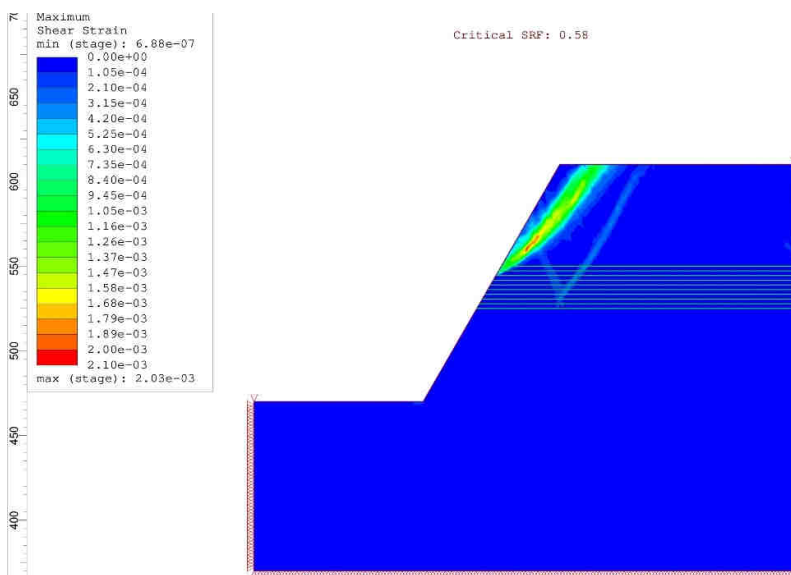 Maximum
Shear Strain
min (stage): 6.88e-07
0.00e+00
1.05e-04
2.10e-04
3.15e-04
4.20e-04
5.25e-04
6.30e-04
7.35e-04
8.40e-04
9.45e-04
1.05e-03
1.16e-03
1.26e-03
1.37e-03
1.47e-03
1.58e-03
1.68e-03
1.79e-03
1.89e-03
2.00e-03
2.10e-03
max (stage): 2.03e-03
Critical SRF: 0.58
650
600
550
500
450
400